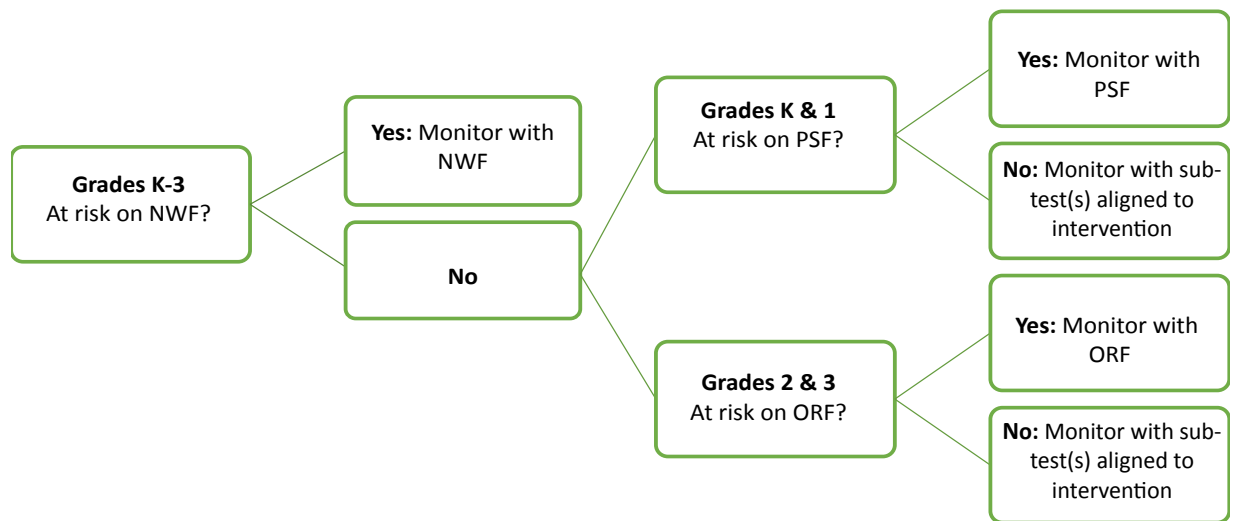 Grades K-3
At risk on NWF?
Yes: Monitor with
NWF
No
Grades K & 1
At risk on PSF?
Yes: Monitor with
PSF
No: Monitor with sub-
test(s) aligned to
intervention
Grades 2 & 3
At risk on ORF?
Yes: Monitor with
ORF
No: Monitor with sub-
test(s) aligned to
intervention